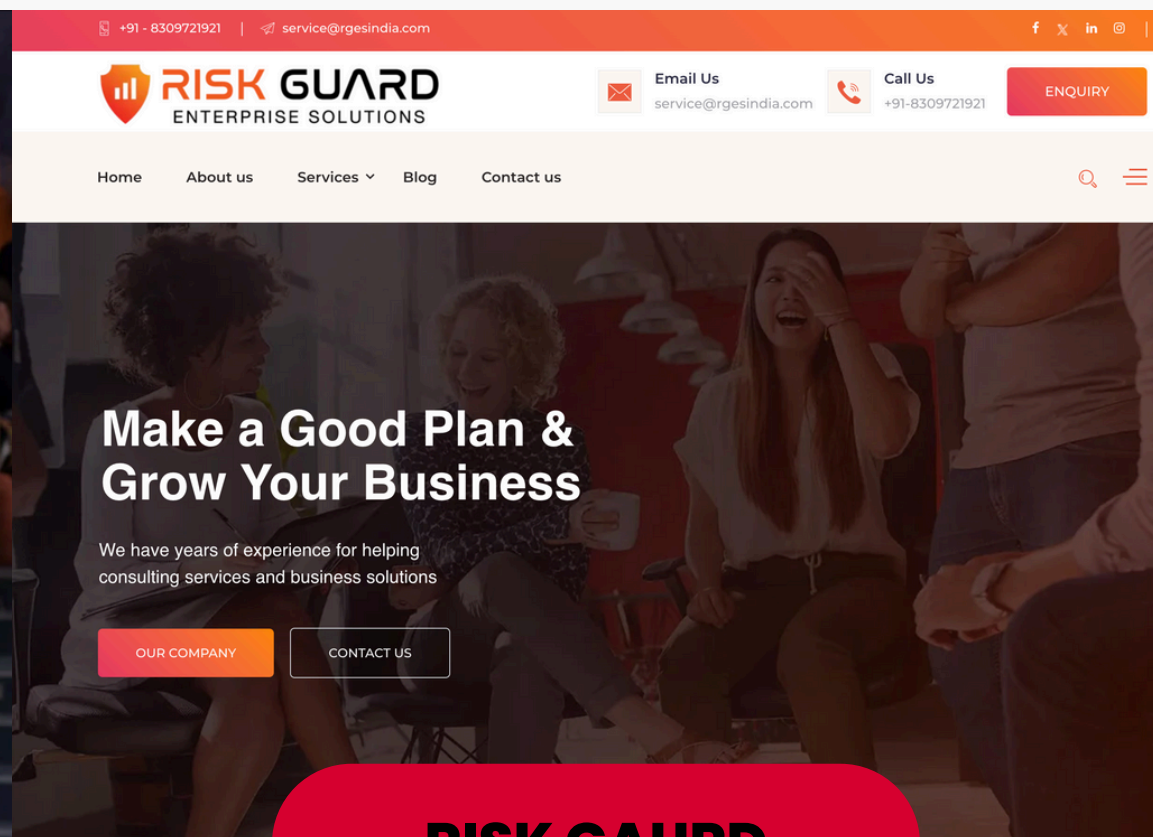 +91 - 8309721921 | service@rgesindia.com
RISK GUARD
ENTERPRISE SOLUTIONS
Email Us
service@rgesindia.com
Call Us
+91-8309721921
ENQUIRY
Home About us Services Blog Contact us
Make a Good Plan &
Grow Your Business
We have years of experience for helping
consulting services and business solutions
OUR COMPANY
CONTACT US
RISK GAURD